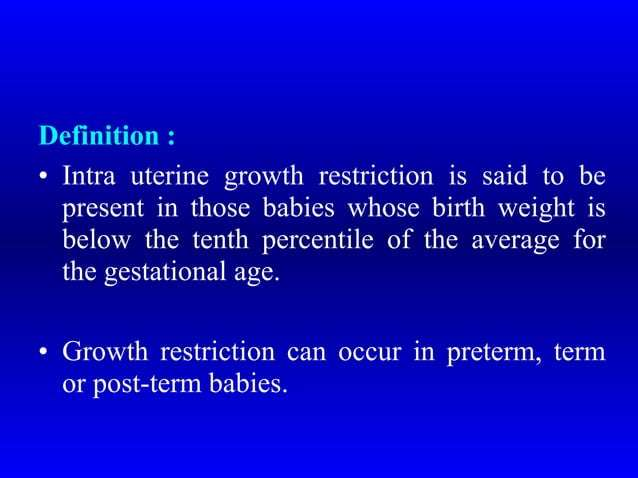 Definition :
• Intra uterine growth restriction is said to be
present in those babies whose birth weight is
below the tenth percentile of the average for
the gestational age.
• Growth restriction can occur in preterm, term
or post-term babies.